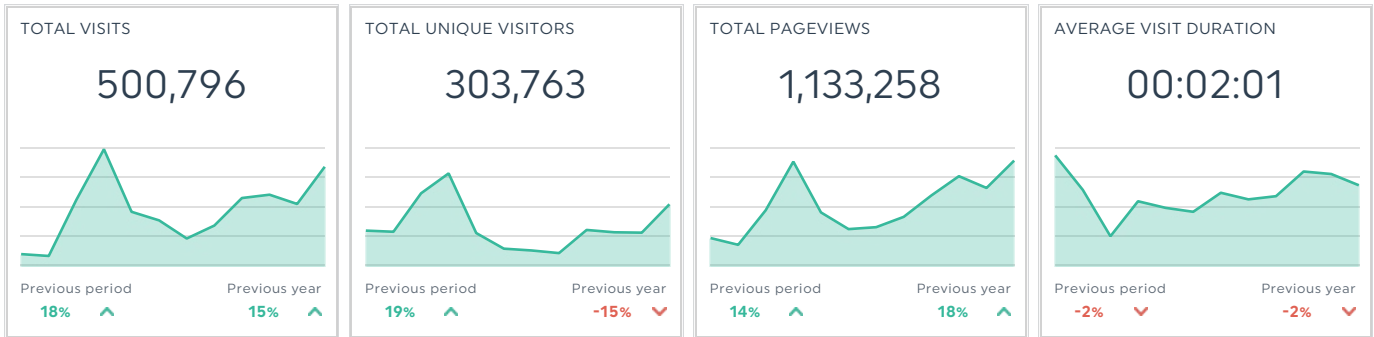 TOTAL VISITS
500,796
Previous period
Previous year
18%
15%
TOTAL UNIQUE VISITORS
303,763
Previous period
Previous year
19%
-15%
TOTAL PAGEVIEWS
1,133,258
Previous period
Previous year
14%
18%
AVERAGE VISIT DURATION
00:02:01
Previous period
Previous year
-2%
-2%